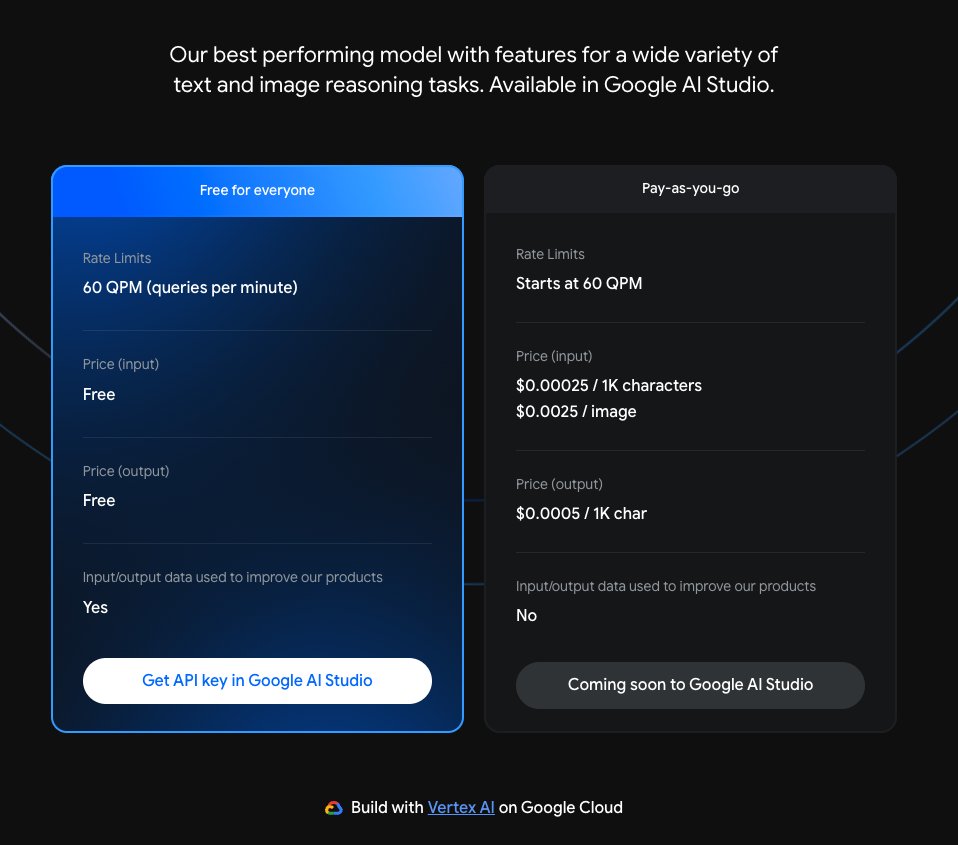 Our best performing model with features for a wide variety of
text and image reasoning tasks. Available in Google AI Studio.
Free for everyone
Rate Limits
60 QPM (queries per minute)
Price (input)
Free
Price (output)
Free
Input/output data used to improve our products
Yes
Get API key in Google AI Studio
Pay-as-you-go
Rate Limits
Starts at 60 QPM
Price (input)
$0.00025 / 1K characters
$0.0025 / image
Price (output)
$0.0005 / 1K char
Input/output data used to improve our products
No
Coming soon to Google AI Studio
Build with Vertex AI on Google Cloud